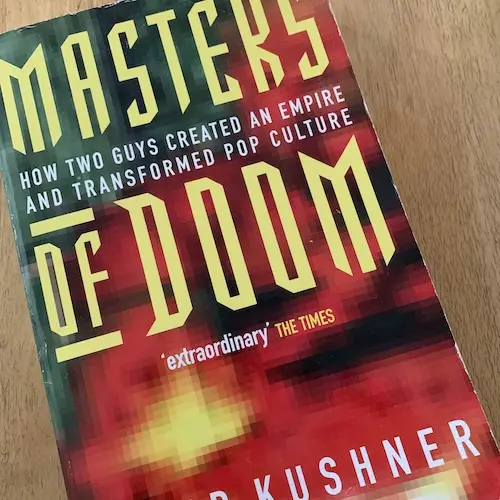 MASTERS
HOW TWO GUYS CREATED AN EMPIRE
AND TRANSFORMED POP CULTURE
OF DOOM
'extraordinary' THE TIMES
KUSHNER